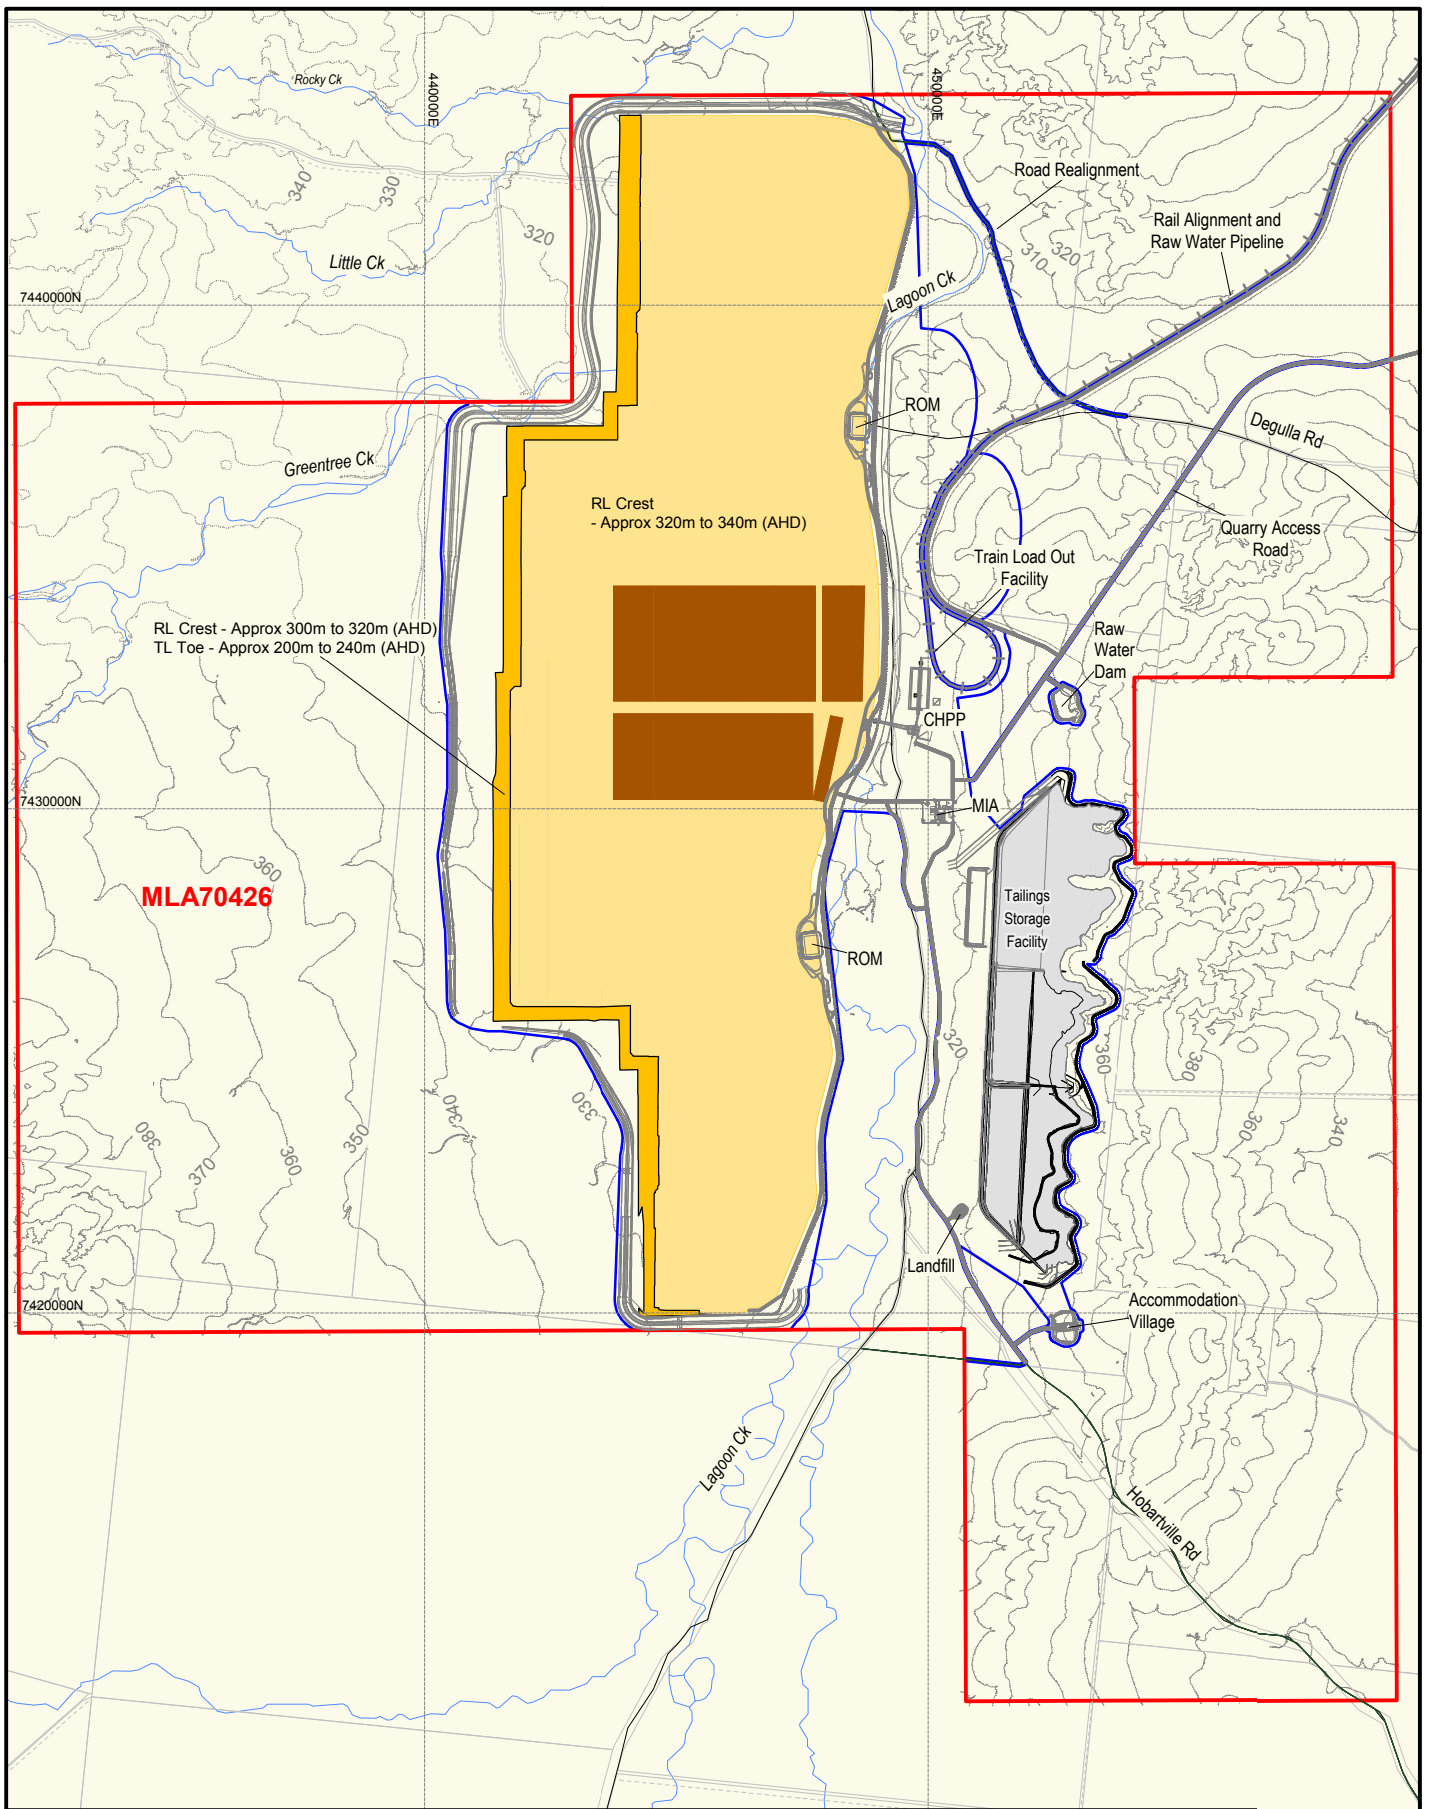 Rocky Ck
440000E
450000E
Road Realignment
340
330
Rail Alignment and
Raw Water Pipeline
320
320
310
Little Ck
Lagoon Ck
7440000N
ROM
Degulla Rd
Greentree Ck
RL Crest
- Approx 320m to 340m (AHD)
Quarry Access
Road
Train Load Out
Facility
RL Crest - Approx 300m to 320m (AHD)
TL Toe - Approx 200m to 240m (AHD)
Raw
Water
Dam
CHPP
7430000N
MIA
360
MLA70426
Tailings
Storage
Facility
ROM
320
360
380
340
330
380
370
360
350
360
340
Landfill
7420000N
Accommodation
Village
Lagoon Ck
Hobartville Rd